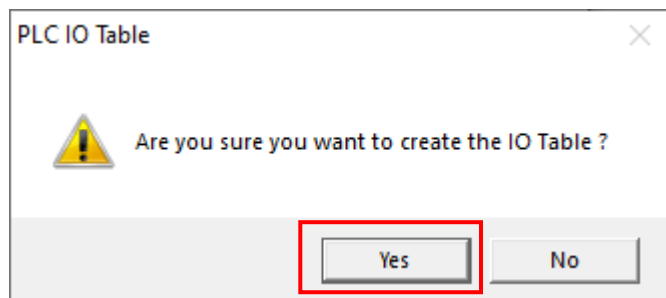 PLC IO Table
Are you sure you want to create the IO Table ?
Yes
No